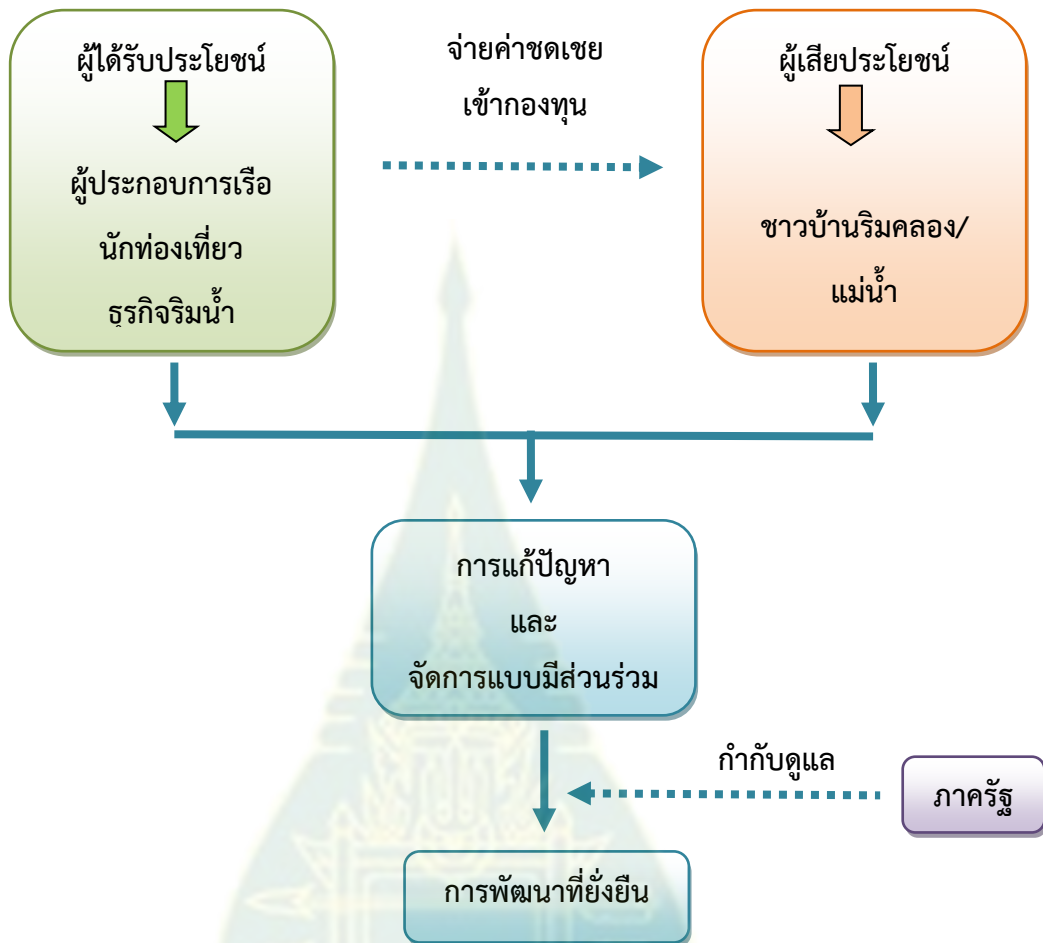 ผู้ได้รับประโยชน์
ผู้ประกอบการเรือ
นักท่องเที่ยว
ธุรกิจริมน้ำ
จ่ายค่าชดเชย
เข้ากองทุน
ผู้เสียประโยชน์
ชาวบ้านริมคลอง/
แม่น้ำ
การแก้ปัญหา
และ
จัดการแบบมีส่วนร่วม
กำกับดูแล
ภาครัฐ
การพัฒนาที่ยั่งยืน